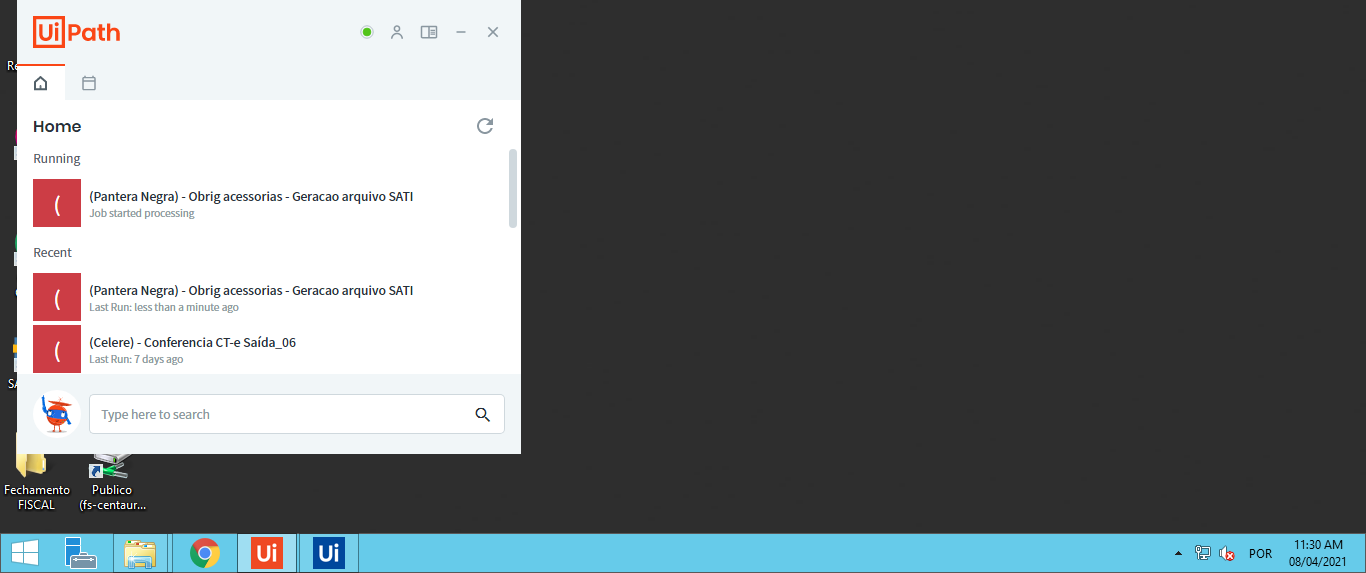 UiPath
Home
Running
(
(Pantera Negra) - Obrig acessorias - Geracao arquivo SATI
Job started processing
Recent
(
(Pantera Negra) - Obrig acessorias - Geracao arquivo SATI
Last Run: less than a minute ago
(
(Celere) - Conferencia CT-e Saída_06
Last Run: 7 days ago
Type here to search
Fechamento
FISCAL
Publico
(fs-centaur...
Ui
Ui
POR
11:30 AM
08/04/2021